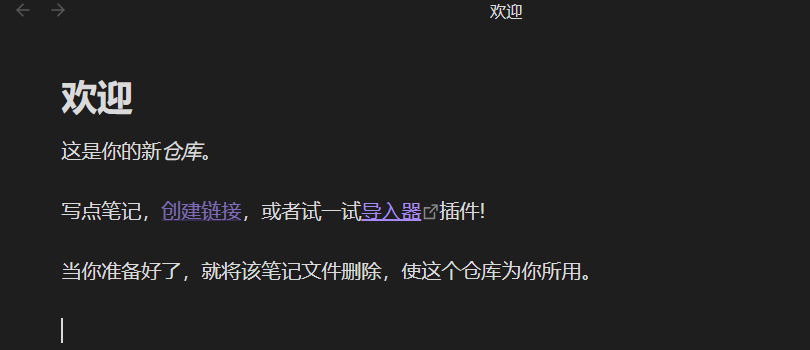 欢迎
欢迎
这是你的新仓库。
写点笔记，创建链接，或者试一试导入器插件!
当你准备好了，就将该笔记文件删除，使这个仓库为你所用。